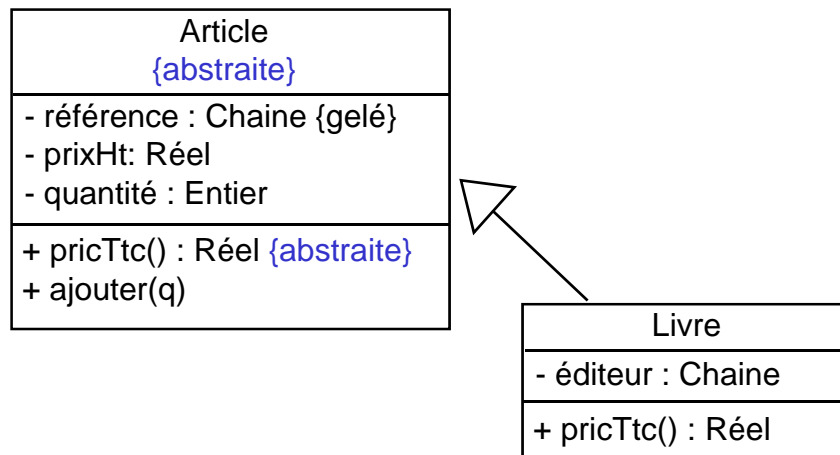 Article
{abstraite}
- référence : Chaine {gelé}
- prixHt: Réel
- quantité : Entier
+ pricTtc() : Réel {abstraite}
+ ajouter(q)
Livre
- éditeur : Chaine
+ pricTtc() : Réel